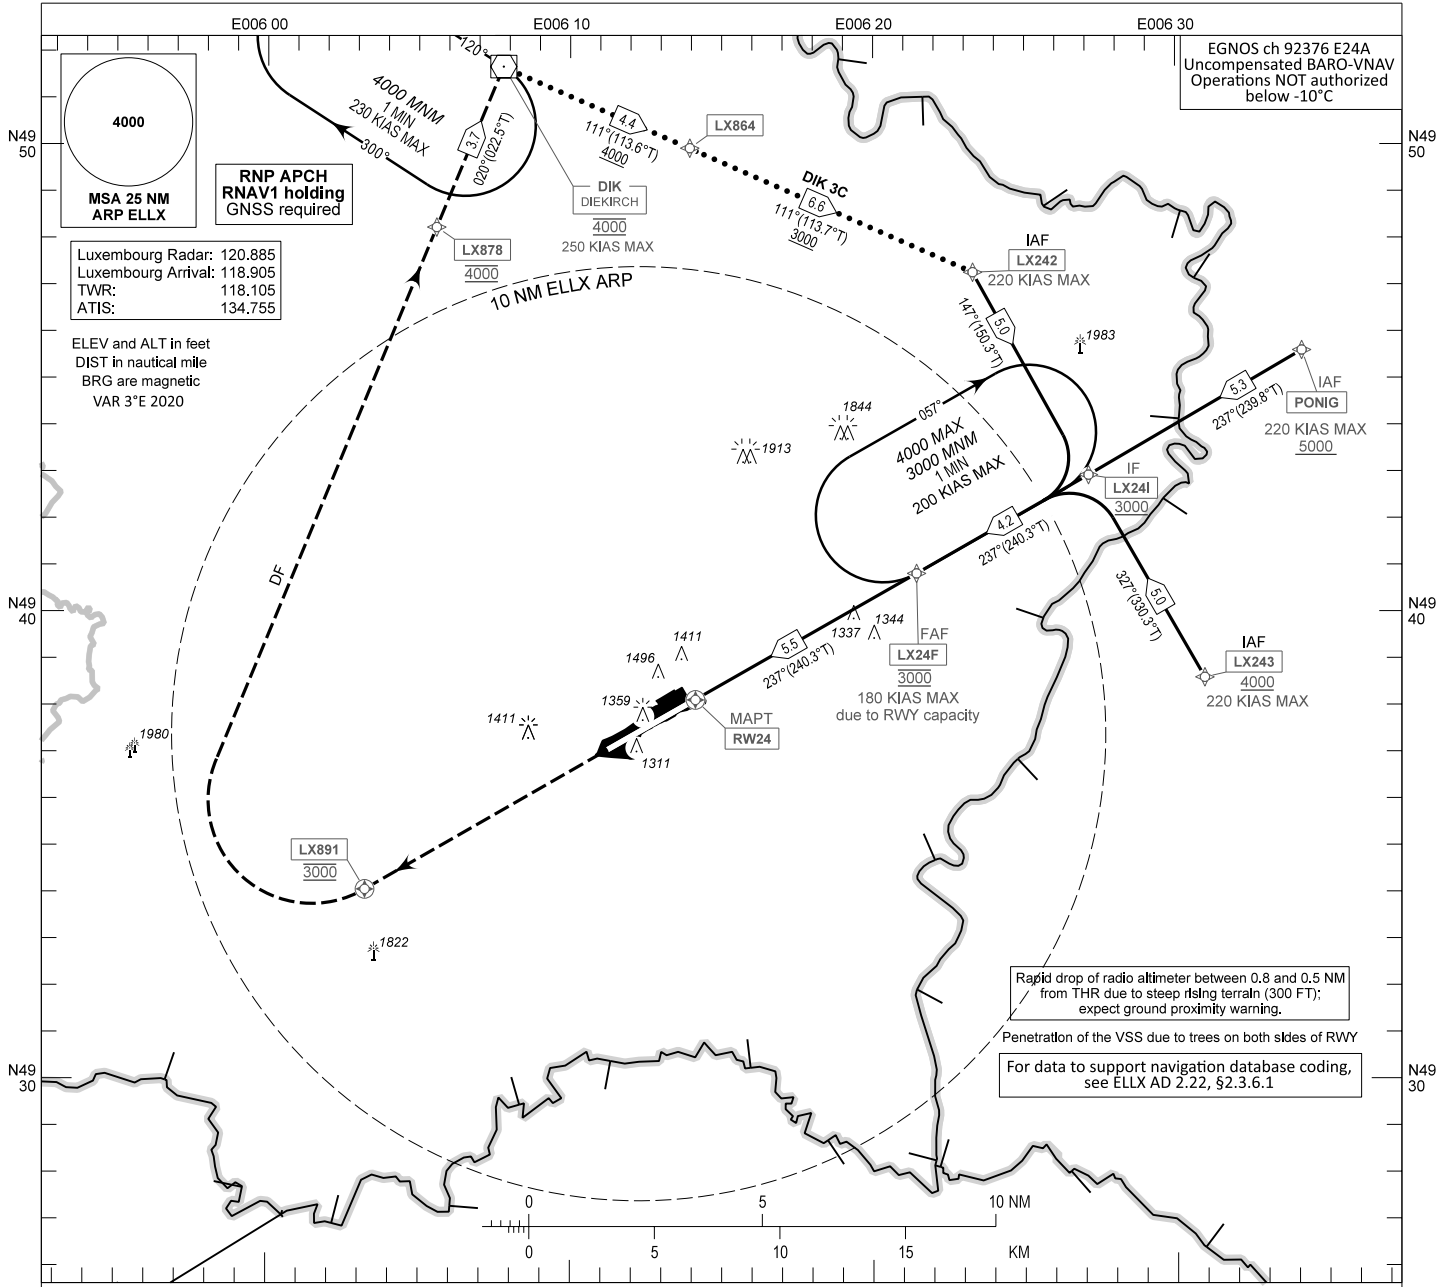 E006 00
E006 10
E006 20
E006 30
EGNOS ch 92376 E24A
Uncompensated BARO-VNAV
Operations NOT authorized
below -10°C
4000
MSA 25 NM
ARP ELLX
RNP APCH
RNAV1 holding
GNSS required
Luxembourg Radar: 120.885
Luxembourg Arrival: 118.905
TWR: 118.105
ATIS: 134.755
ELEV and ALT in feet
DIST in nautical mile
BRG are magnetic
VAR 3°E 2020
N49
50
N49
50
120°
4000 MNM
1 MIN
230 KIAS MAX
300°
3.7
020°(022.5°T)
4.4
111°(113.6°T)
4000
LX864
DIK
DIEKIRCH
4000
250 KIAS MAX
DIK 3C
6.6
111°(113.7°T)
3000
LX878
4000
10 NM ELLX ARP
IAF
LX242
220 KIAS MAX
5.0
147°(150.3°T)
1983
5.3
237°(239.8°T)
IAF
PONIG
220 KIAS MAX
5000
1844
1913
057°
4000 MAX
3000 MNM
1 MIN
200 KIAS MAX
IF
LX24I
3000
4.2
237°(240.3°T)
DF
N49
40
N49
40
5.0
327°(330.3°T)
1337
1344
FAF
LX24F
3000
180 KIAS MAX
due to RWY capacity
IAF
LX243
4000
220 KIAS MAX
5.5
237°(240.3°T)
1411
1496
1359
1411
1311
MAPT
RW24
1980
LX891
3000
1822
Rapid drop of radio altimeter between 0.8 and 0.5 NM
from THR due to steep rising terrain (300 FT);
expect ground proximity warning.
Penetration of the VSS due to trees on both sides of RWY
For data to support navigation database coding,
see ELLX AD 2.22, §2.3.6.1
N49
30
N49
30
0 5 10 NM
0 5 10 15 KM